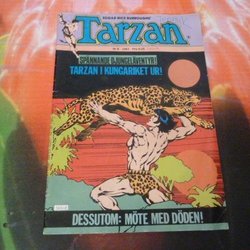 EDGAR RICE BURROUGHS'
Tarzan
SPÄNNANDE DJUNGELÄVENTYR!
TARZAN I KUNGARIKET UR!
DESSUTOM: MÖTE MED DÖDEN!